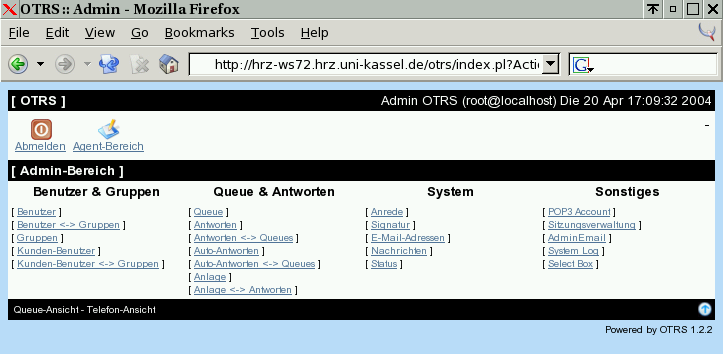 OTRS :: Admin - Mozilla Firefox
File Edit View Go Bookmarks Tools Help
http://hrz-ws72.hrz.uni-kassel.de/otrs/index.pl?Actio
[ OTRS ] Admin OTRS (root@localhost) Die 20 Apr 17:09:32 2004
Abmelden Agent-Bereich -
[ Admin-Bereich ]
Benutzer & Gruppen Queue & Antworten System Sonstiges
[ Benutzer ] [ Queue ] [ Anrede ] [ POP3 Account ]
[ Benutzer <-> Gruppen ] [ Antworten ] [ Signatur ] [ Sitzungsverwaltung ]
[ Gruppen ] [ Antworten <-> Queues ] [ E-Mail-Adressen ] [ AdminEmail ]
[ Kunden-Benutzer ] [ Auto-Antworten ] [ Nachrichten ] [ System Log ]
[ Kunden-Benutzer <-> Gruppen ] [ Auto-Antworten <-> Queues ] [ Status ] [ Select Box ]
[ Anlage ]
[ Anlage <-> Antworten ]
Queue-Ansicht - Telefon-Ansicht
Powered by OTRS 1.2.2